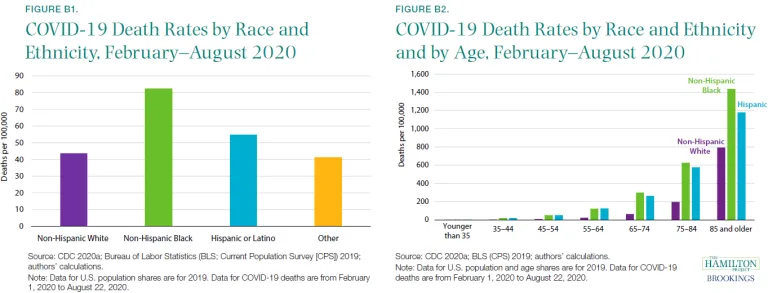 FIGURE B1.
COVID-19 Death Rates by Race and
Ethnicity, February–August 2020
90
80
70
60
50
40
30
20
10
0
Deaths per 100,000
Non-Hispanic White
Non-Hispanic Black
Hispanic or Latino
Other
Source: CDC 2020a; Bureau of Labor Statistics (BLS; Current Population Survey [CPS]) 2019;
authors' calculations.
Note: Data for U.S. population shares are for 2019. Data for COVID-19 deaths are from February
1, 2020 to August 22, 2020.
FIGURE B2.
COVID-19 Death Rates by Race and Ethnicity
and by Age, February–August 2020
1,600
1,400
1,200
1,000
800
600
400
200
0
Deaths per 100,000
Non-Hispanic
Black
Hispanic
Non-Hispanic
White
Younger
than 35
35–44
45–54
55–64
65–74
75–84
85 and older
Source: CDC 2020a; BLS (CPS) 2019; authors' calculations.
Note: Data for U.S. population and age shares are for 2019. Data for COVID-19
deaths are from February 1, 2020 to August 22, 2020.
THE
HAMILTON
PROJECT
BROOKINGS